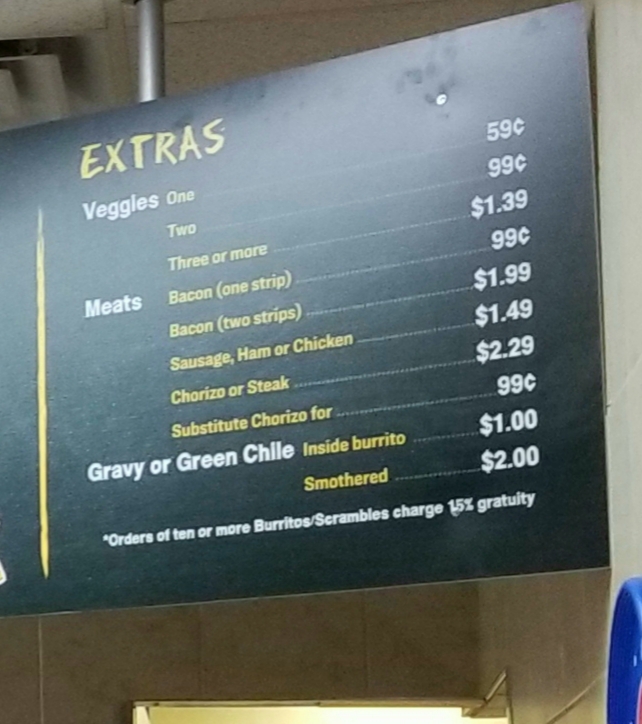 EXTRAS
Veggies One 59¢
Two 99¢
Three or more $1.39
Meats Bacon (one strip) 99¢
Bacon (two strips) $1.99
Sausage, Ham or Chicken $1.49
Chorizo or Steak $2.29
Substitute Chorizo for 99¢
Gravy or Green Chile Inside burrito $1.00
Smothered $2.00
*Orders of ten or more Burritos/Scrambles charge 15% gratuity